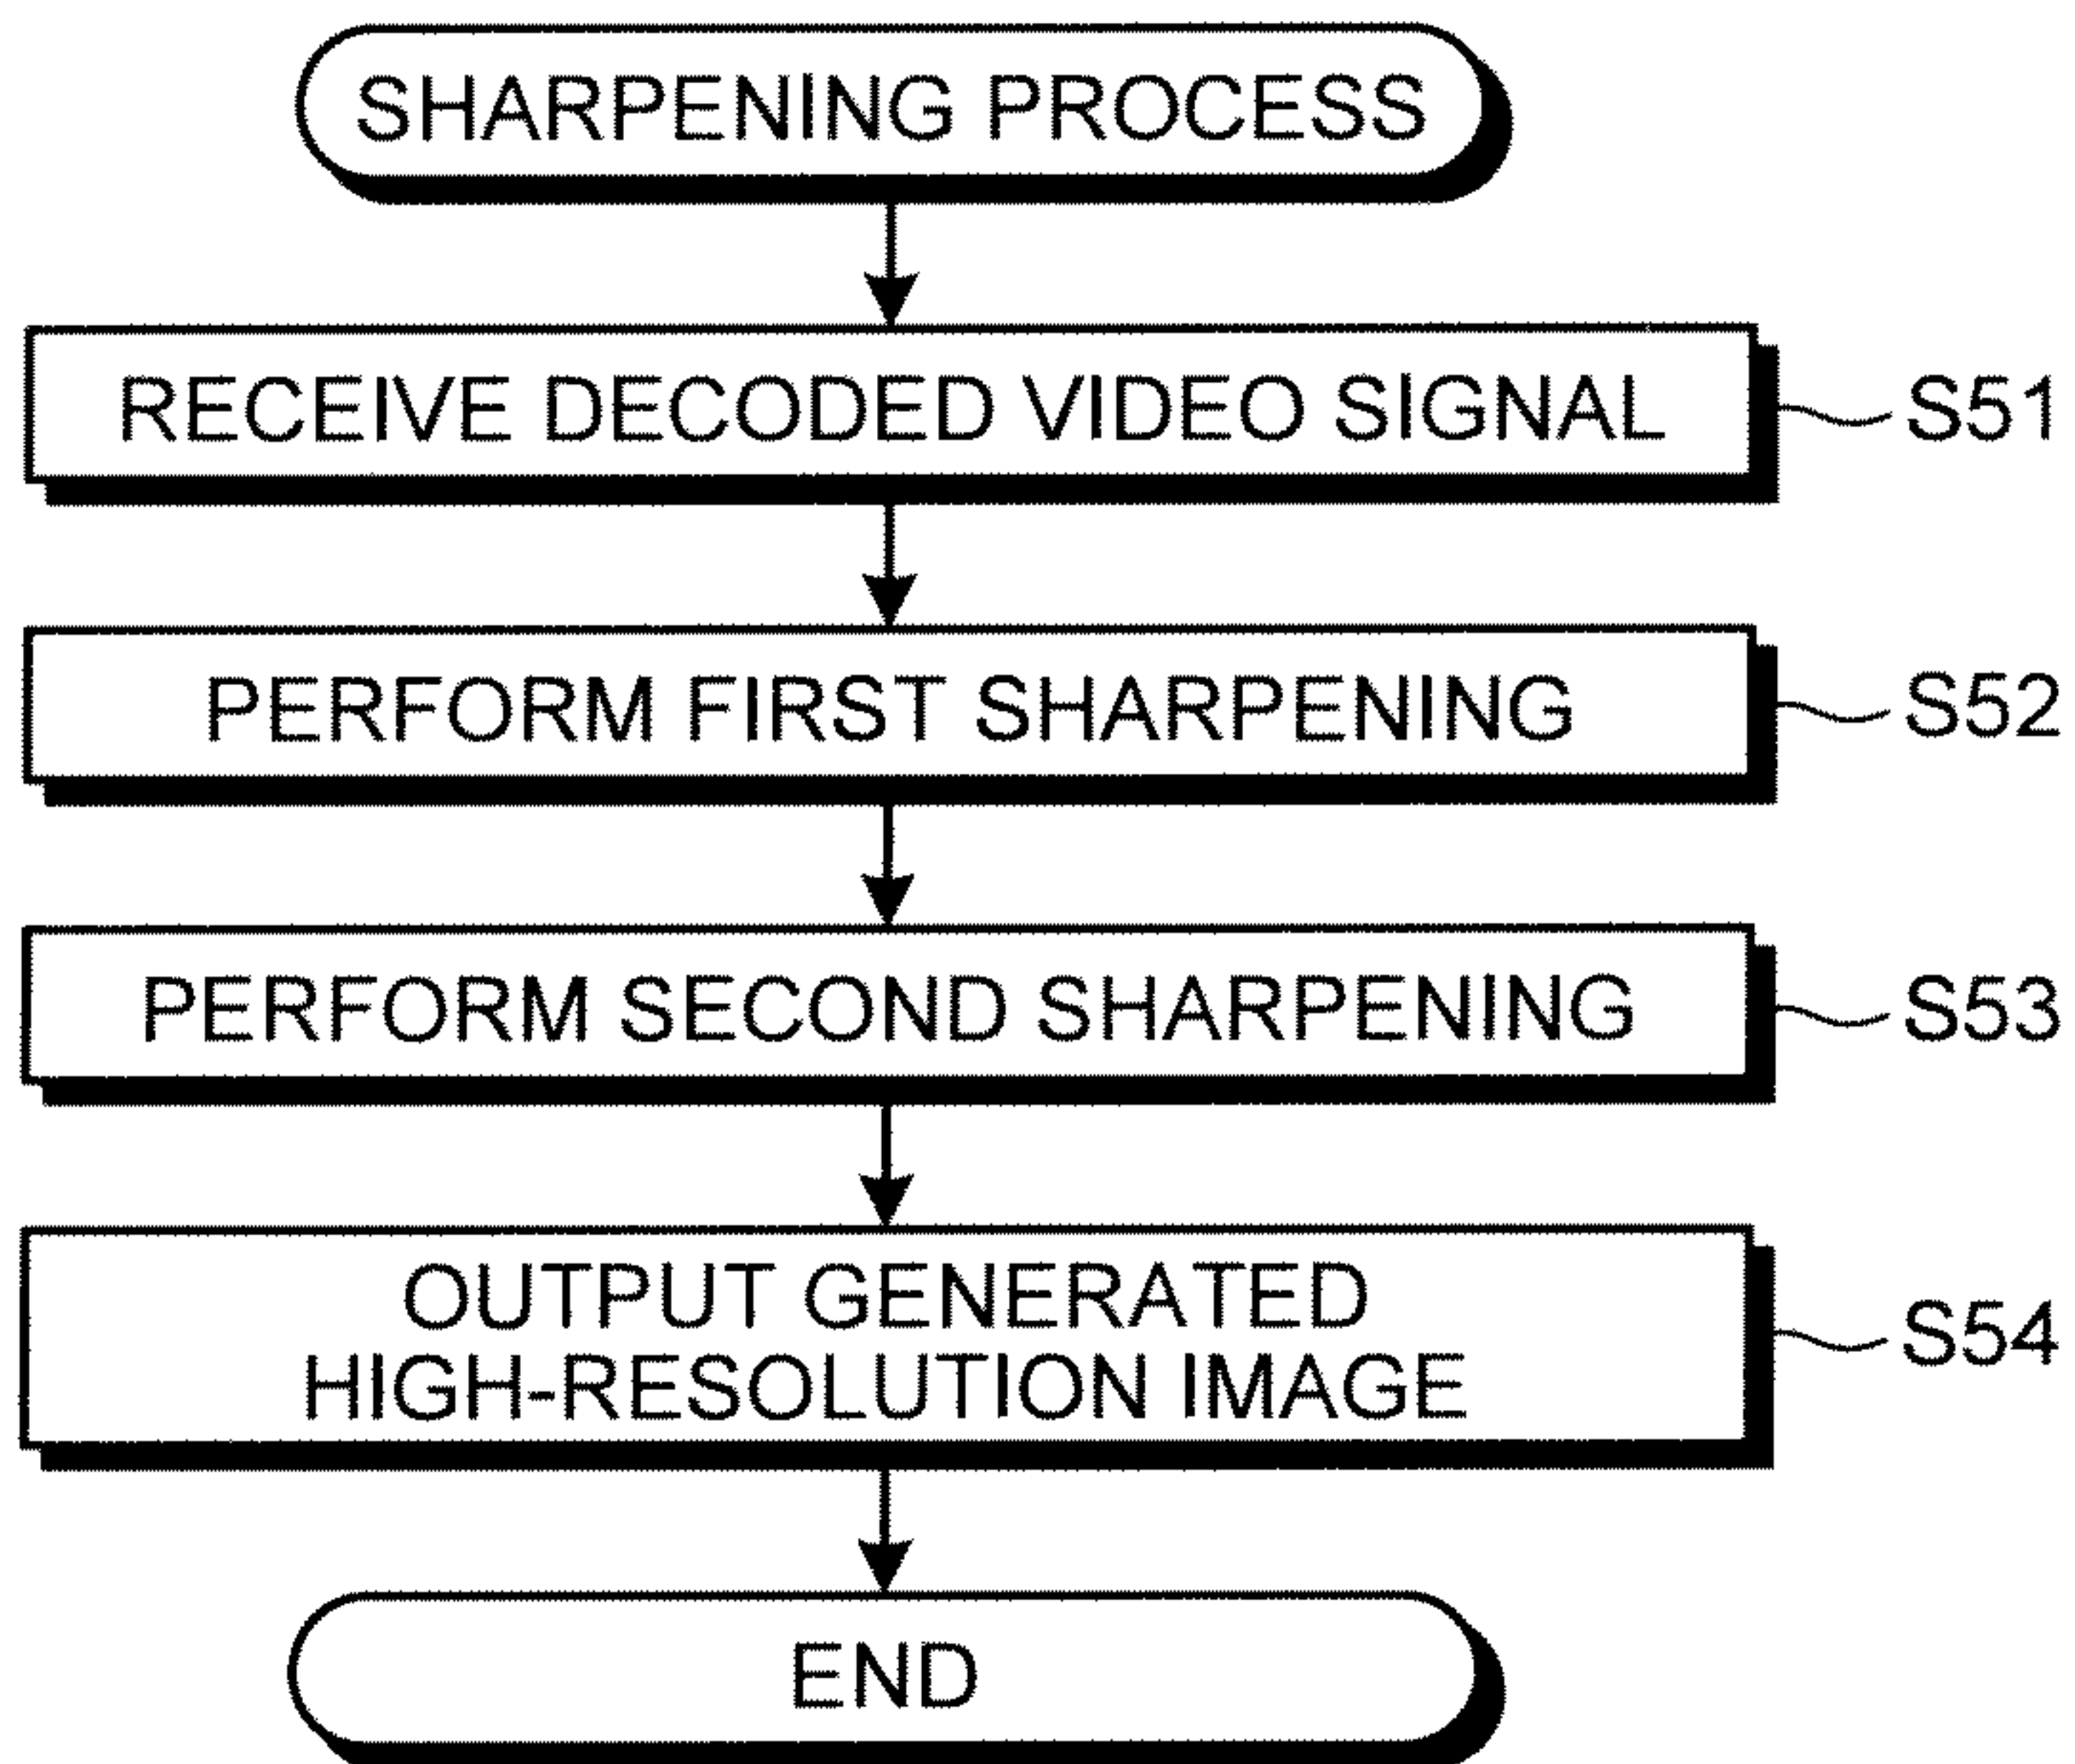 SHARPENING PROCESS
RECEIVE DECODED VIDEO SIGNAL
S51
PERFORM FIRST SHARPENING
S52
PERFORM SECOND SHARPENING
S53
OUTPUT GENERATED
HIGH-RESOLUTION IMAGE
S54
END